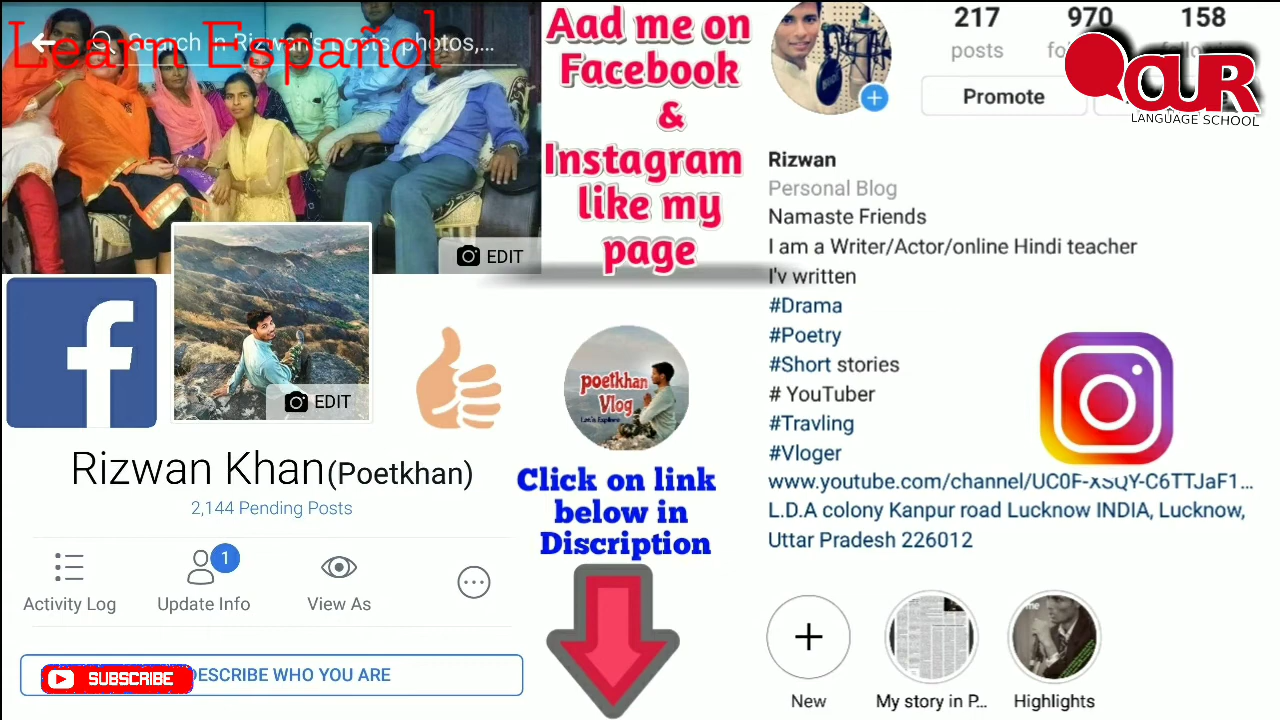 Learn Español
Search in Rizwan's posts, photos,...
EDIT
EDIT
Rizwan Khan(Poetkhan)
2,144 Pending Posts
1
Activity Log
Update Info
View As
DESCRIBE WHO YOU ARE
SUBSCRIBE
Aad me on
Facebook
&
Instagram
like my
page
poetkhan
Vlog
Let's Explore
Click on link
below in
Discription
217
970
158
posts
Promote
OUR
LANGUAGE SCHOOL
Rizwan
Personal Blog
Namaste Friends
I am a Writer/Actor/online Hindi teacher
I'v written
#Drama
#Poetry
#Short stories
# YouTuber
#Travling
#Vloger
www.youtube.com/channel/UC0F-XSQY-C6TTJaF1...
L.D.A colony Kanpur road Lucknow INDIA, Lucknow,
Uttar Pradesh 226012
New
My story in P...
Highlights